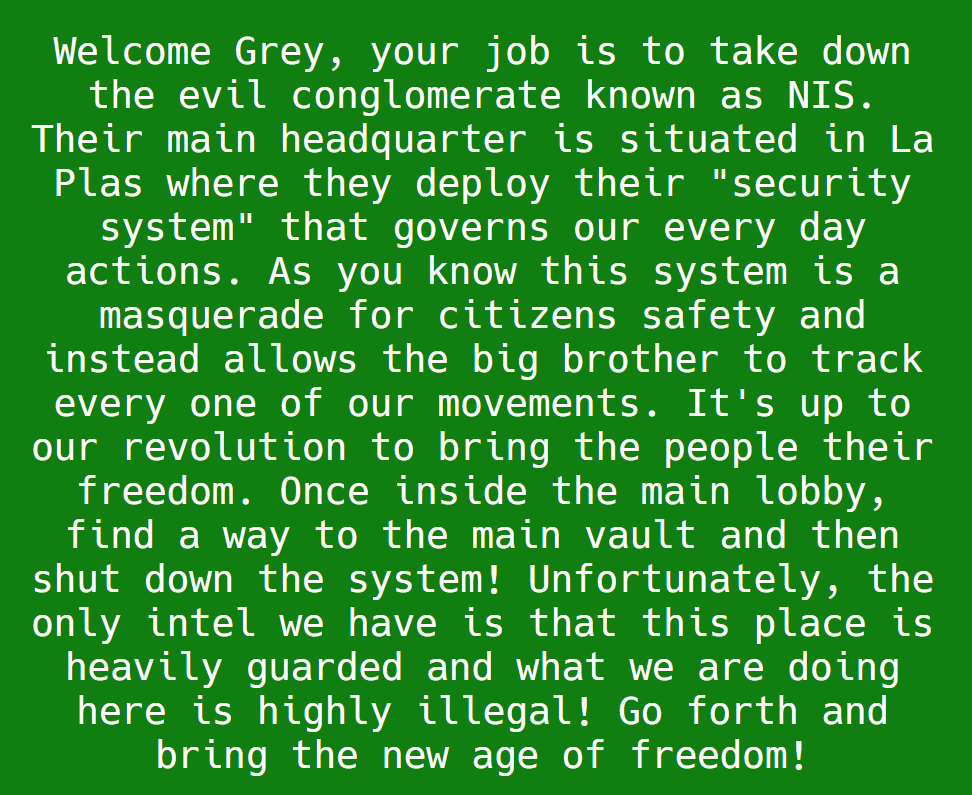 Welcome Grey, your job is to take down
the evil conglomerate known as NIS.
Their main headquarter is situated in La
Plas where they deploy their "security
system" that governs our every day
actions. As you know this system is a
masquerade for citizens safety and
instead allows the big brother to track
every one of our movements. It's up to
our revolution to bring the people their
freedom. Once inside the main lobby,
find a way to the main vault and then
shut down the system! Unfortunately, the
only intel we have is that this place is
heavily guarded and what we are doing
here is highly illegal! Go forth and
bring the new age of freedom!